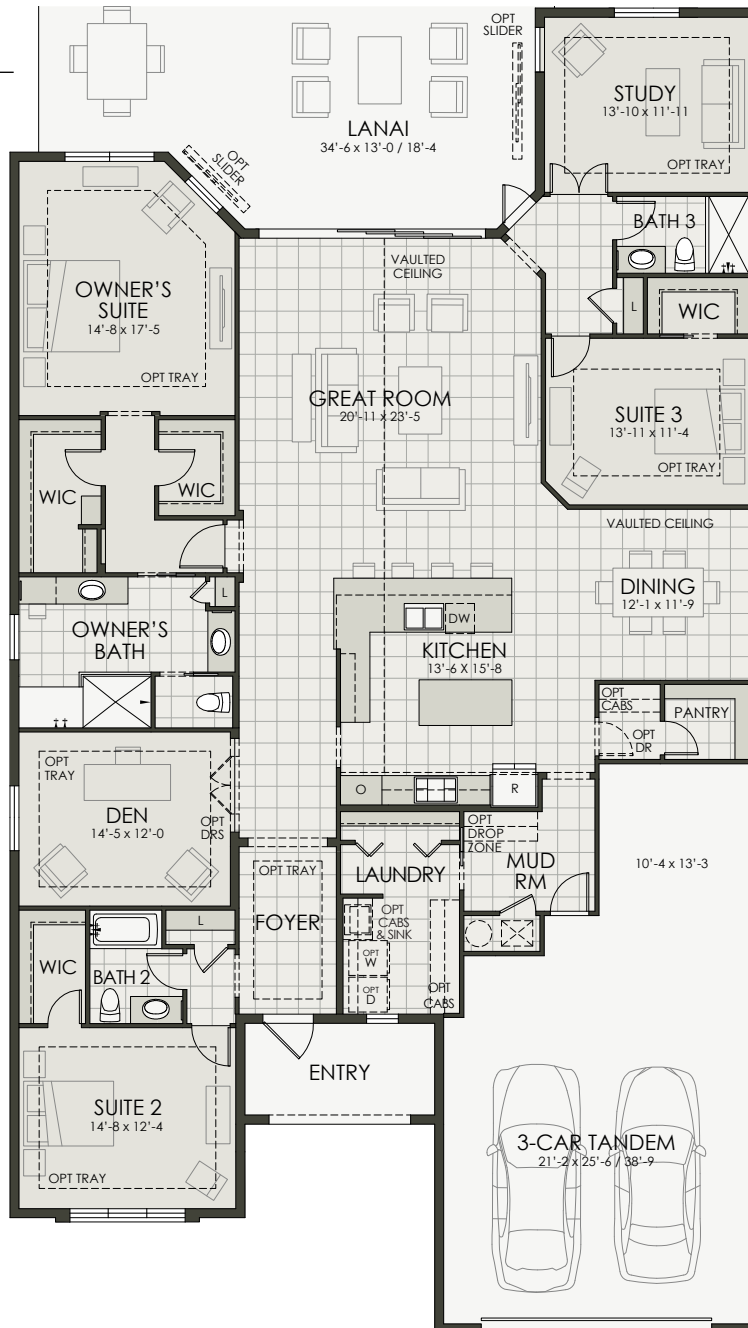 OPT
SLIDER
LANAI
34'-6 x 13'-0 / 18'-4
STUDY
13'-10 x 11'-11
OPT TRAY
OPT
SLIDER
BATH 3
VAULTED
CEILING
OWNER'S
SUITE
14'-8 x 17'-5
OPT TRAY
L
WIC
GREAT ROOM
20'-11 x 23'-5
SUITE 3
13'-11 x 11'-4
OPT TRAY
WIC
WIC
VAULTED CEILING
DINING
12'-1 x 11'-9
L
OWNER'S
BATH
DW
KITCHEN
13'-6 X 15'-8
OPT
CABS
PANTRY
OPT
DR
OPT
TRAY
DEN
14'-5 x 12'-0
OPT
DRS
O
R
OPT
DROP
ZONE
MUD
RM
10'-4 x 13'-3
LAUNDRY
OPT TRAY
FOYER
OPT
CABS
& SINK
OPT
W
OPT
D
OPT
CABS
L
WIC
BATH 2
ENTRY
SUITE 2
14'-8 x 12'-4
OPT TRAY
3-CAR TANDEM
21'-2 x 25'-6 / 38'-9